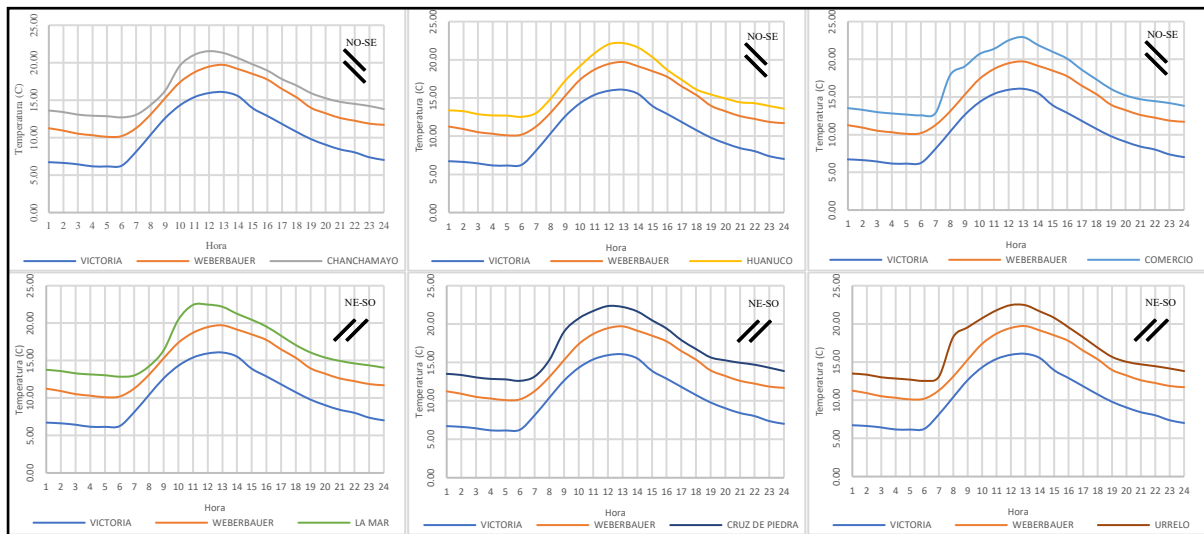 25.00
20.00
15.00
10.00
5.00
0.00
Temperatura (C)
NO-SE
1 2 3 4 5 6 7 8 9 10 11 12 13 14 15 16 17 18 19 20 21 22 23 24
Hora
VICTORIA WEBERBAUER CHANCHAMAYO
25.00
20.00
15.00
10.00
5.00
0.00
Temperatura (C)
NO-SE
1 2 3 4 5 6 7 8 9 10 11 12 13 14 15 16 17 18 19 20 21 22 23 24
Hora
VICTORIA WEBERBAUER HUANUCO
25.00
20.00
15.00
10.00
5.00
0.00
Temperatura (C)
NO-SE
1 2 3 4 5 6 7 8 9 10 11 12 13 14 15 16 17 18 19 20 21 22 23 24
Hora
VICTORIA WEBERBAUER COMERCIO
25.00
20.00
15.00
10.00
5.00
0.00
Temperatura (C)
NE-SO
1 2 3 4 5 6 7 8 9 10 11 12 13 14 15 16 17 18 19 20 21 22 23 24
Hora
VICTORIA WEBERBAUER LA MAR
25.00
20.00
15.00
10.00
5.00
0.00
Temperatura (C)
NE-SO
1 2 3 4 5 6 7 8 9 10 11 12 13 14 15 16 17 18 19 20 21 22 23 24
Hora
VICTORIA WEBERBAUER CRUZ DE PIEDRA
25.00
20.00
15.00
10.00
5.00
0.00
Temperatura (C)
NE-SO
1 2 3 4 5 6 7 8 9 10 11 12 13 14 15 16 17 18 19 20 21 22 23 24
Hora
VICTORIA WEBERBAUER URRELO